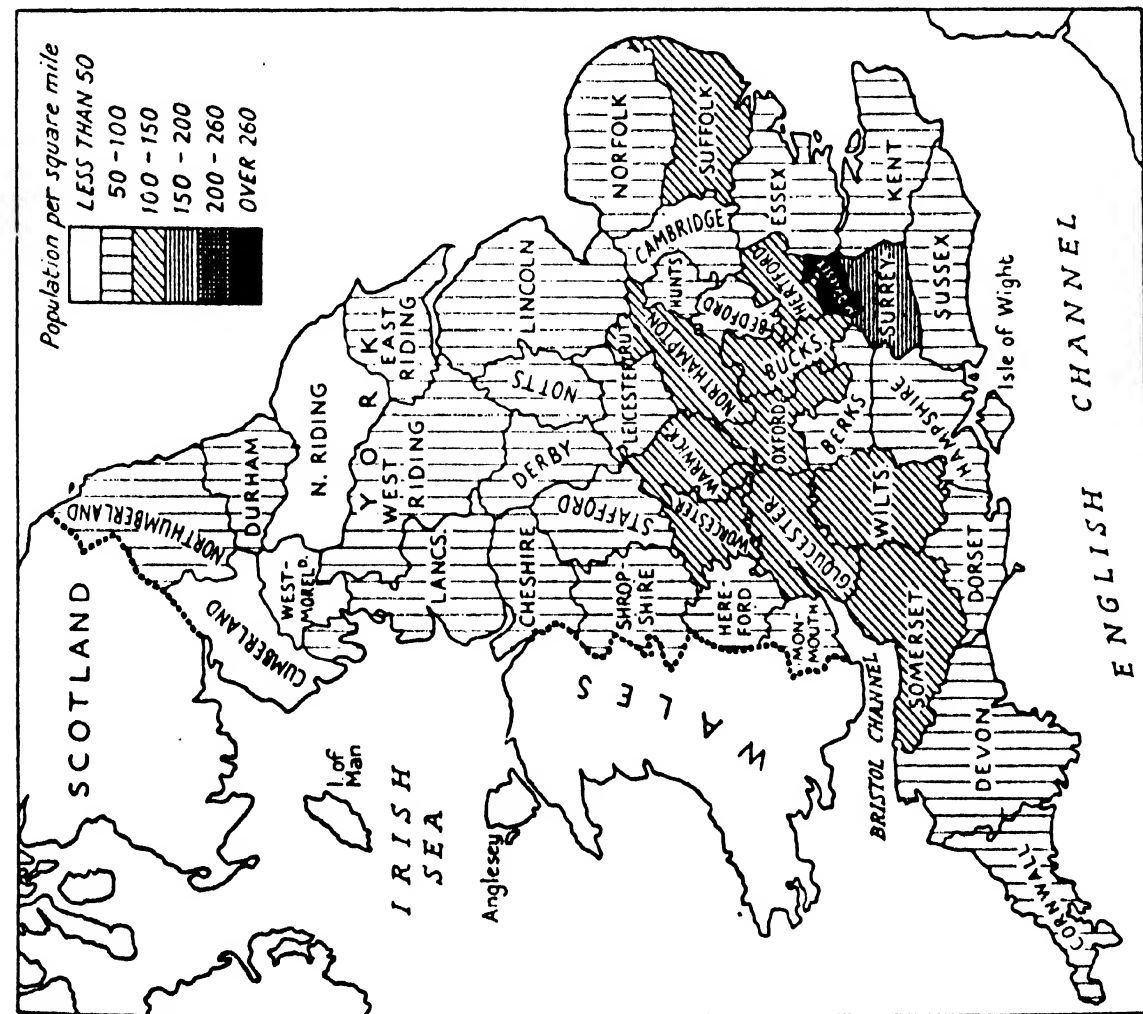 Population per square mile
LESS THAN 50
50-100
100-150
150-200
200-260
OVER 260
SCOTLAND
NORTHUMBERLAND
CUMBERLAND
DURHAM
WEST-
MORELD.
N. RIDING
YORK
EAST
RIDING
WEST
RIDING
LANCS.
I. of
Man
IRISH
SEA
Anglesey
CHESHIRE
DERBY
NOTTS
LINCOLN
STAFFORD
SHROP-
SHIRE
LEICESTER
RUT
NORFOLK
WALES
HERE-
FORD
WORCESTER
WARWICK
NORTHAMPTON
HUNTS
CAMBRIDGE
SUFFOLK
MON-
MOUTH
GLOUCESTER
OXFORD
BUCKS.
BEDFORD
HERTFORD
ESSEX
BRISTOL CHANNEL
WILTS
BERKS
SURREY
KENT
SOMERSET
HAMPSHIRE
SUSSEX
DEVON
DORSET
CORNWALL
Isle of Wight
ENGLISH CHANNEL